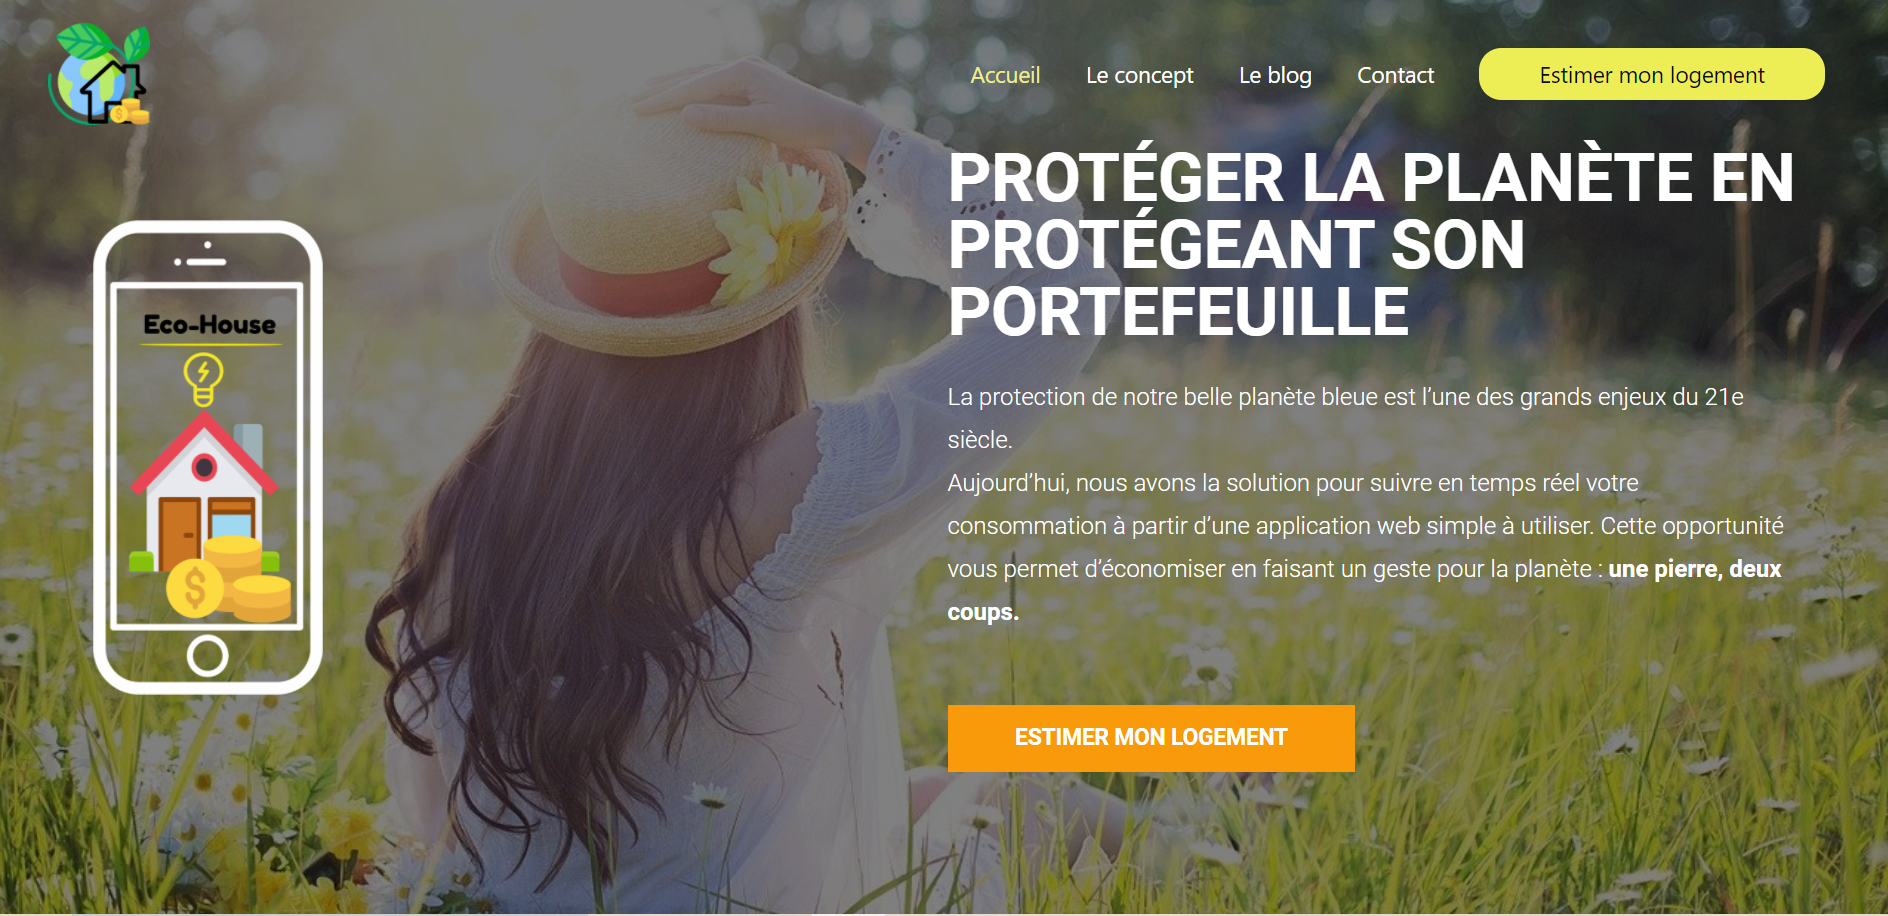 Accueil Le concept Le blog Contact Estimer mon logement
PROTÉGER LA PLANÈTE EN
PROTÉGEANT SON
PORTEFEUILLE
Eco-House
La protection de notre belle planète bleue est l’une des grands enjeux du 21e
siècle.
Aujourd’hui, nous avons la solution pour suivre en temps réel votre
consommation à partir d’une application web simple à utiliser. Cette opportunité
vous permet d’économiser en faisant un geste pour la planète : une pierre, deux
coups.
ESTIMER MON LOGEMENT